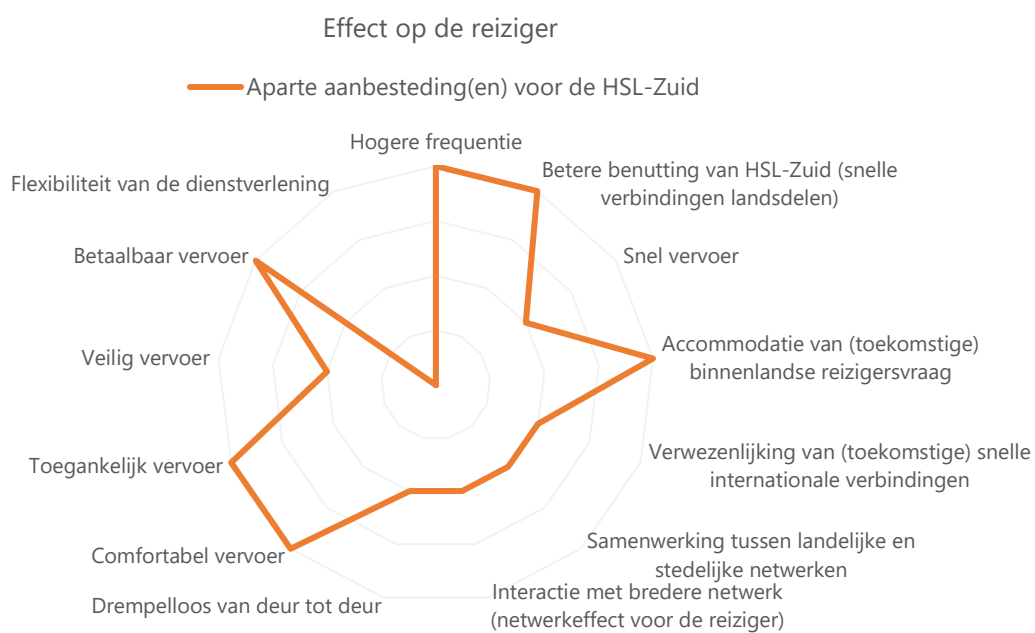 Effect op de reiziger
Aparte aanbesteding(en) voor de HSL-Zuid
Hogere frequentie
Betere benutting van HSL-Zuid (snelle
verbindingen landsdelen)
Snel vervoer
Accommodatie van (toekomstige)
binnenlandse reizigersvraag
Verwezenlijking van (toekomstige) snelle
internationale verbindingen
Samenwerking tussen landelijke en
stedelijke netwerken
Interactie met bredere netwerk
(netwerkeffect voor de reiziger)
Drempelloos van deur tot deur
Comfortabel vervoer
Toegankelijk vervoer
Veilig vervoer
Betaalbaar vervoer
Flexibiliteit van de dienstverlening